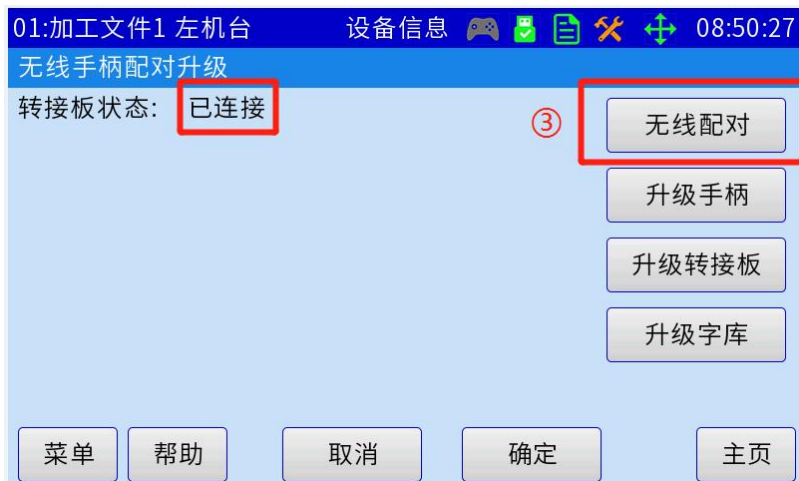 01:加工文件1 左机台 设备信息 08:50:27
无线手柄配对升级
转接板状态: 已连接
③ 无线配对
升级手柄
升级转接板
升级字库
菜单 帮助 取消 确定 主页